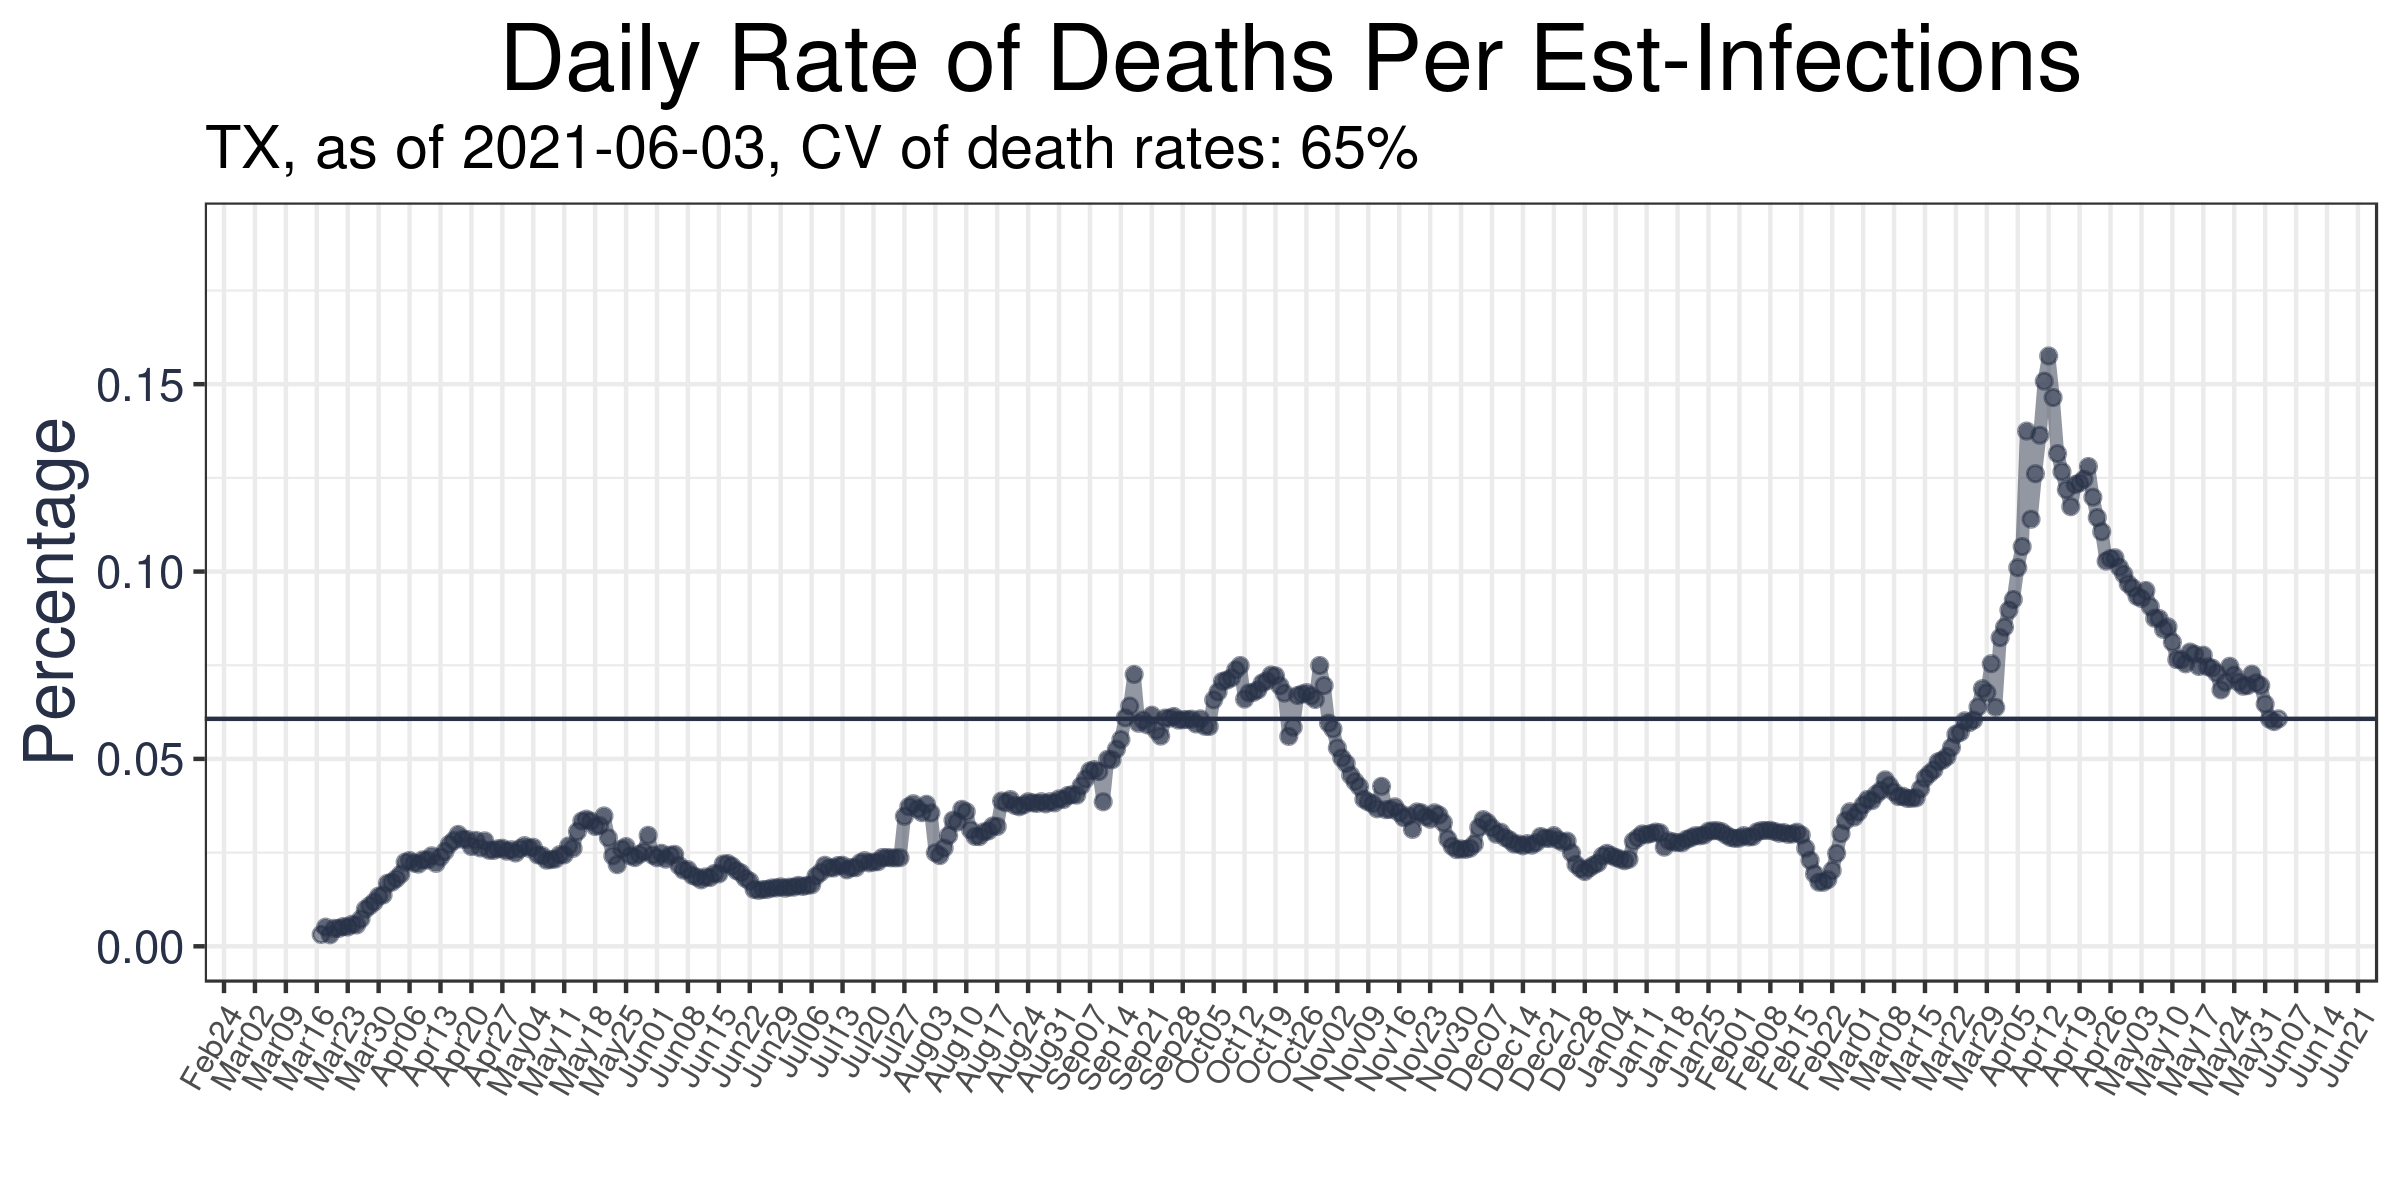 Daily Rate of Deaths Per Est-Infections
TX, as of 2021-06-03, CV of death rates: 65%
Percentage
0.15
0.10
0.05
0.00
Feb24
Mar02
Mar09
Mar16
Mar23
Mar30
Apr06
Apr13
Apr20
Apr27
May04
May11
May18
May25
Jun01
Jun08
Jun15
Jun22
Jun29
Jul06
Jul13
Jul20
Jul27
Aug03
Aug10
Aug17
Aug24
Aug31
Sep07
Sep14
Sep21
Sep28
Oct05
Oct12
Oct19
Oct26
Nov02
Nov09
Nov16
Nov23
Nov30
Dec07
Dec14
Dec21
Dec28
Jan04
Jan11
Jan18
Jan25
Feb01
Feb08
Feb15
Feb22
Mar01
Mar08
Mar15
Mar22
Mar29
Apr05
Apr12
Apr19
Apr26
May03
May10
May17
May24
May31
Jun07
Jun14
Jun21